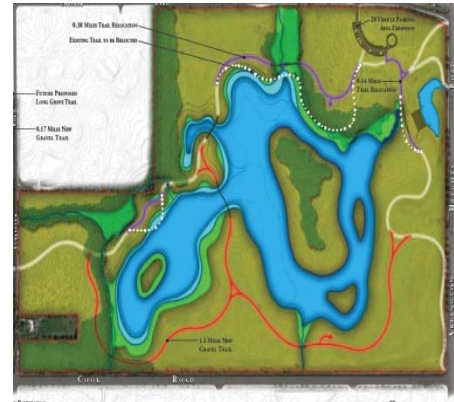 20 Vehicle Parking
Area Expansion
0.38 Miles Trail Relocation
Existing Trail to be Relocated
0.14 Miles
Trail Relocation
Future Proposed
Long Grove Trail
0.17 Miles New
Gravel Trail
1.1 Miles New
Gravel Trail
Cook Road